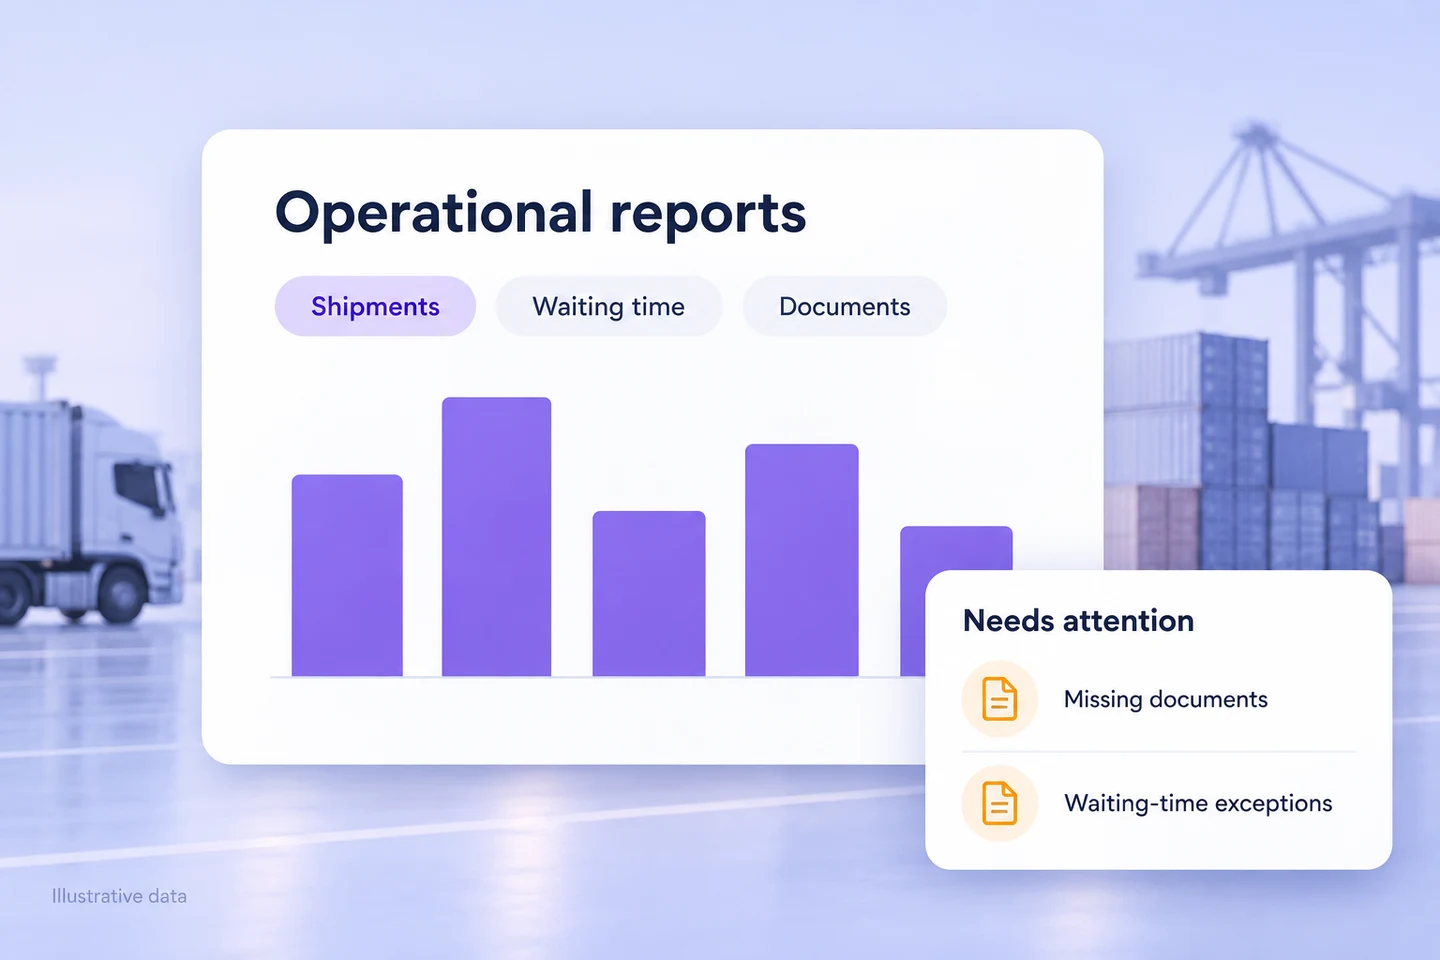 Operational reports
Shipments
Waiting time
Documents
Needs attention
Missing documents
Waiting-time exceptions
Illustrative data